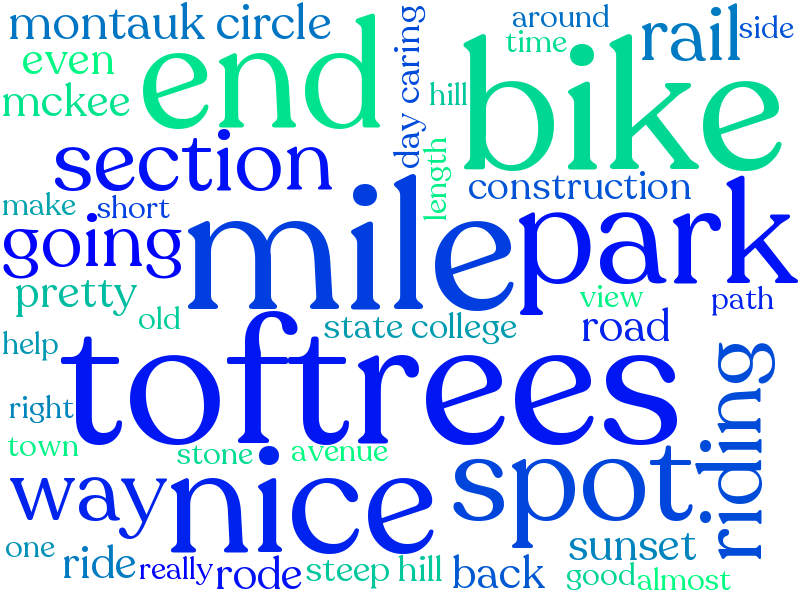 montauk circle
around
rail
side
time
even
end
bike
mckee
hill
day caring
section
length
construction
make
short
going
mile
park
pretty
view
path
old
state college
road
help
toftrees
riding
right
town
stone
avenue
way
nice
spot
one
ride
really
rode
steep hill
back
sunset
good
almost